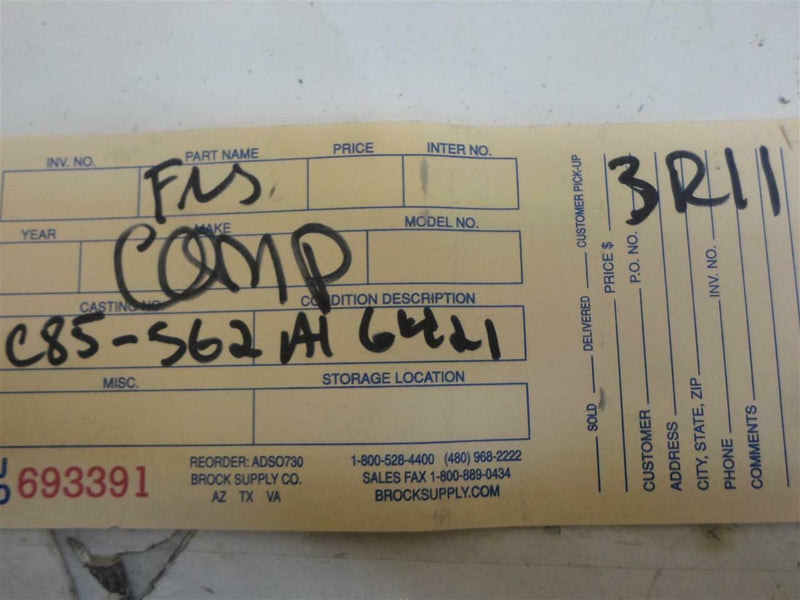 INV. NO. PART NAME PRICE INTER NO.
FNS
YEAR MAKE MODEL NO.
COMP
CASTING NO. CONDITION DESCRIPTION
C85-562 AH 6421
MISC. STORAGE LOCATION
693391
REORDER: ADSO730
BROCK SUPPLY CO.
AZ TX VA
1-800-528-4400 (480) 968-2222
SALES FAX 1-800-889-0434
BROCKSUPPLY.COM
3R11
SOLD DELIVERED CUSTOMER PICK-UP
PRICE $
CUSTOMER P.O. NO.
ADDRESS
CITY, STATE, ZIP
PHONE INV. NO.
COMMENTS